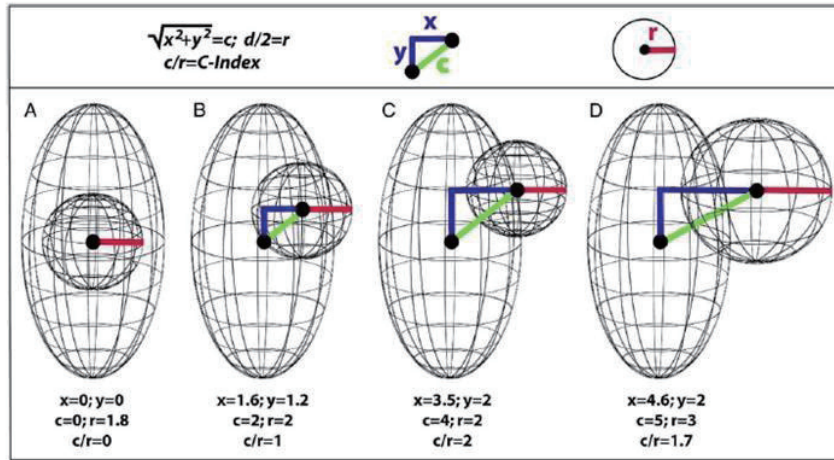 √x²+y²=c; d/2=r
c/r=C-Index
x
y
c
r
A
B
C
D
x=0; y=0
c=0; r=1.8
c/r=0
x=1.6; y=1.2
c=2; r=2
c/r=1
x=3.5; y=2
c=4; r=2
c/r=2
x=4.6; y=2
c=5; r=3
c/r=1.7